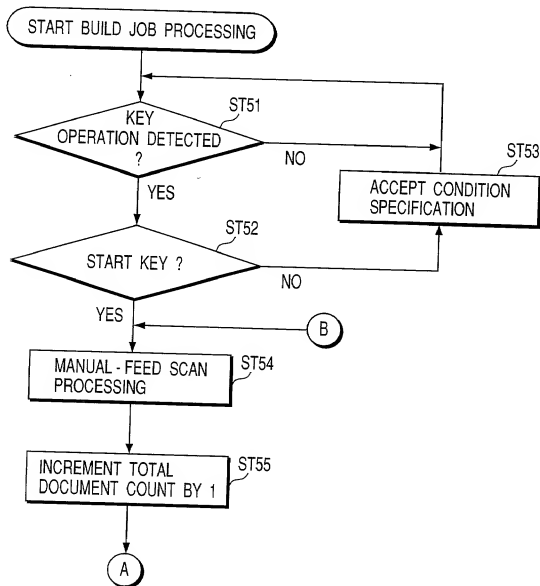 START BUILD JOB PROCESSING
ST51
KEY
OPERATION DETECTED
?
NO
YES
ST53
ACCEPT CONDITION
SPECIFICATION
ST52
START KEY ?
NO
YES
B
ST54
MANUAL - FEED SCAN
PROCESSING
ST55
INCREMENT TOTAL
DOCUMENT COUNT BY 1
A